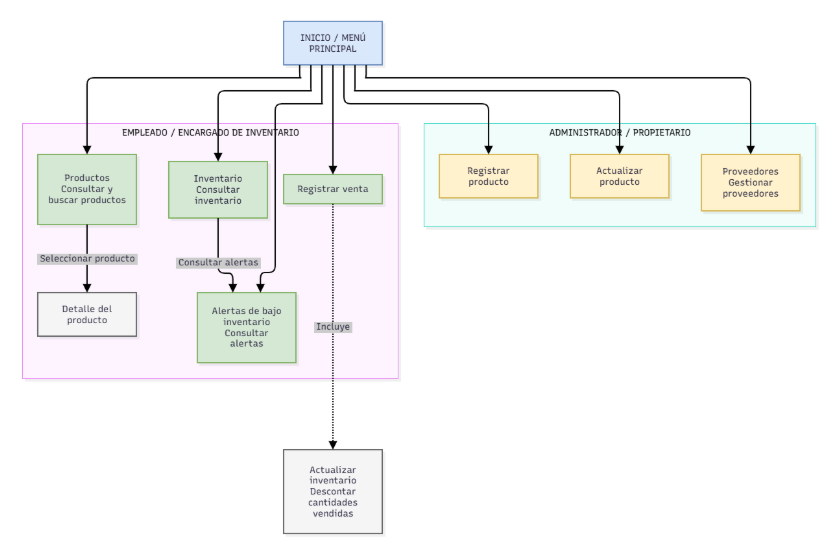 INICIO / MENÚ
PRINCIPAL
EMPLEADO / ENCARGADO DE INVENTARIO
ADMINISTRADOR / PROPIETARIO
Productos
Consultar y
buscar productos
Inventario
Consultar
inventario
Registrar venta
Registrar
producto
Actualizar
producto
Proveedores
Gestionar
proveedores
Seleccionar producto
Consultar alertas
Detalle del
producto
Alertas de bajo
inventario
Consultar
alertas
Incluye
Actualizar
inventario
Descontar
cantidades
vendidas